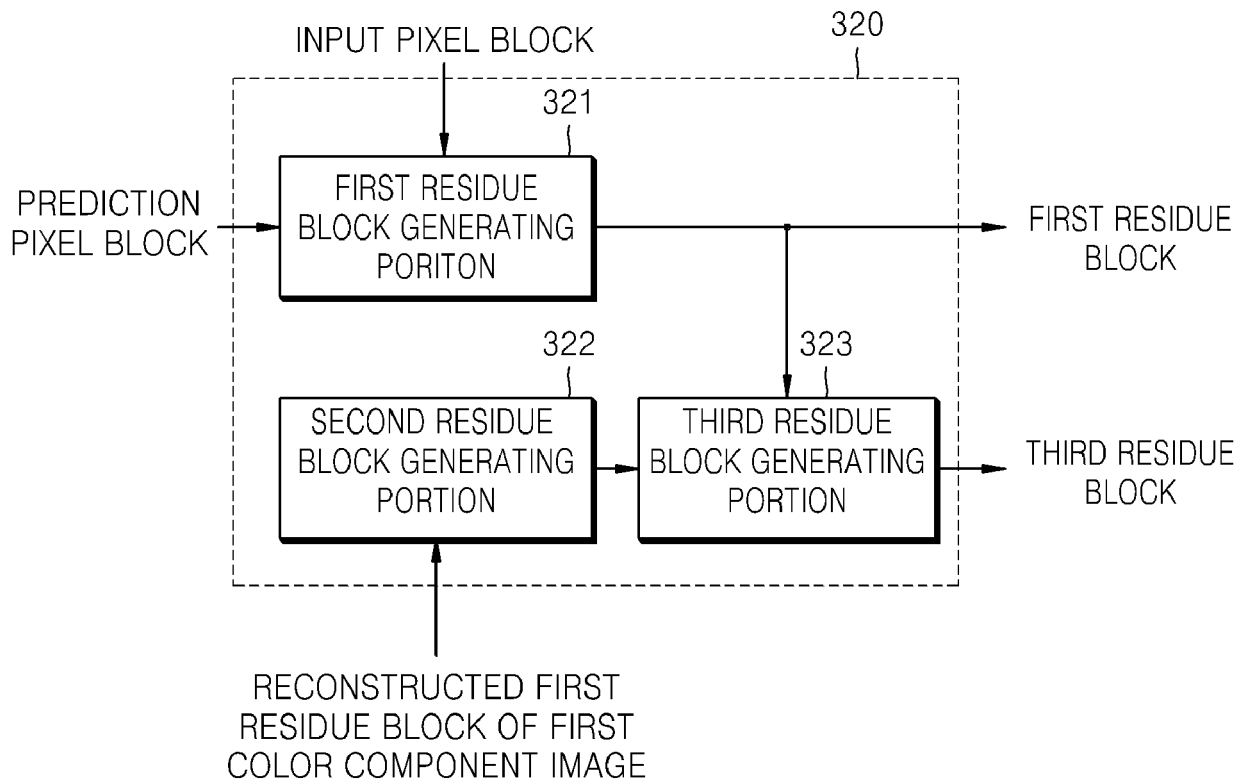 INPUT PIXEL BLOCK
320
321
PREDICTION
PIXEL BLOCK
FIRST RESIDUE
BLOCK GENERATING
PORITON
FIRST RESIDUE
BLOCK
322
323
SECOND RESIDUE
BLOCK GENERATING
PORTION
THIRD RESIDUE
BLOCK GENERATING
PORTION
THIRD RESIDUE
BLOCK
RECONSTRUCTED FIRST
RESIDUE BLOCK OF FIRST
COLOR COMPONENT IMAGE